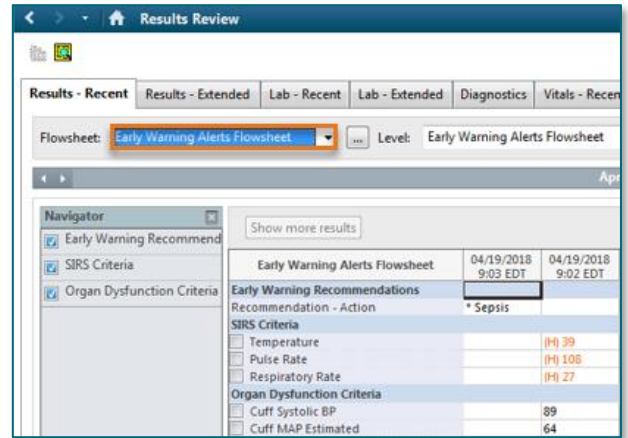 Results Review
Results - Recent Results - Extended Lab - Recent Lab - Extended Diagnostics Vitals - Recen
Flowsheet: Early Warning Alerts Flowsheet ... Level: Early Warning Alerts Flowsheet
Apr
Navigator
Early Warning Recommend
SIRS Criteria
Organ Dysfunction Criteria
Show more results
Early Warning Alerts Flowsheet 04/19/2018 9:03 EDT 04/19/2018 9:02 EDT
Early Warning Recommendations
Recommendation - Action * Sepsis
SIRS Criteria
Temperature (H) 39
Pulse Rate (H) 108
Respiratory Rate (H) 27
Organ Dysfunction Criteria
Cuff Systolic BP 89
Cuff MAP Estimated 64